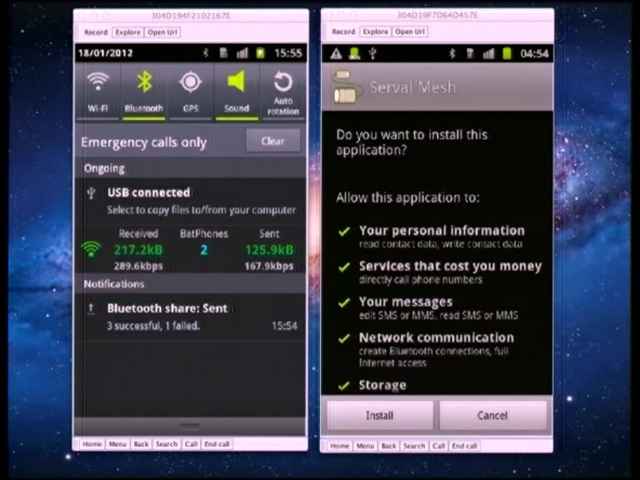 304D194F2102167E
Record Explore Open Url
18/01/2012 15:55
Wi-Fi Bluetooth GPS Sound Auto rotation
Emergency calls only Clear
Ongoing
USB connected
Select to copy files to/from your computer
Received BatPhones Sent
217.2kB 2 125.9kB
289.6kbps 167.9kbps
Notifications
Bluetooth share: Sent
3 successful, 1 failed. 15:54
Home Menu Back Search Call End call
304D19F7D64D457E
Record Explore Open Url
04:54
Serval Mesh
Do you want to install this
application?
Allow this application to:
Your personal information
read contact data, write contact data
Services that cost you money
directly call phone numbers
Your messages
edit SMS or MMS, read SMS or MMS
Network communication
create Bluetooth connections, full
Internet access
Storage
Install Cancel
Home Menu Back Search Call End call